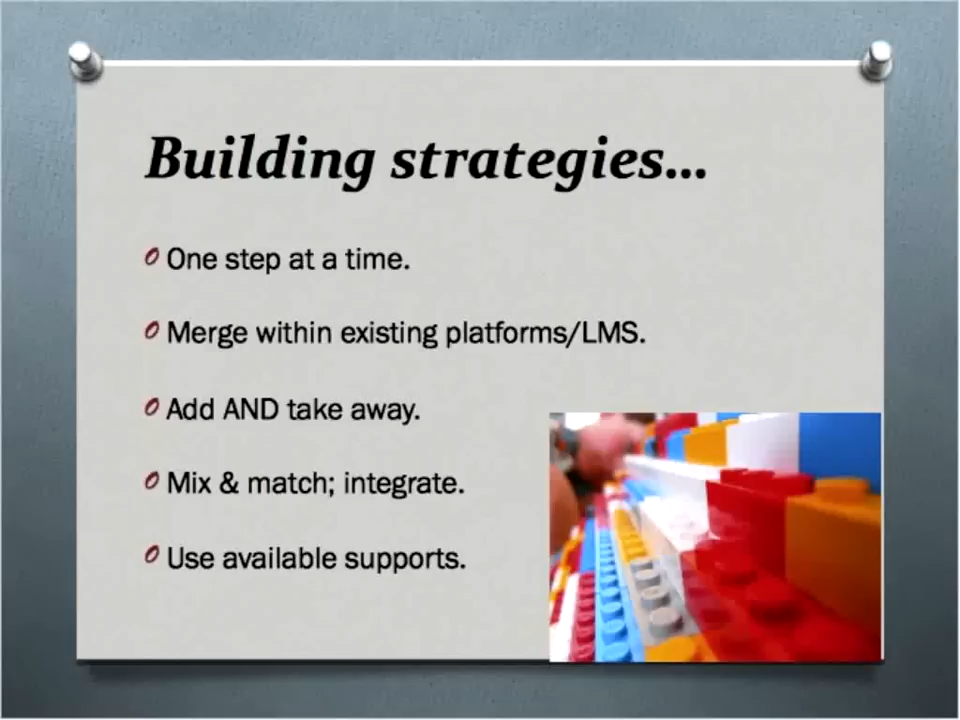 Building strategies...
One step at a time.
Merge within existing platforms/LMS.
Add AND take away.
Mix & match; integrate.
Use available supports.